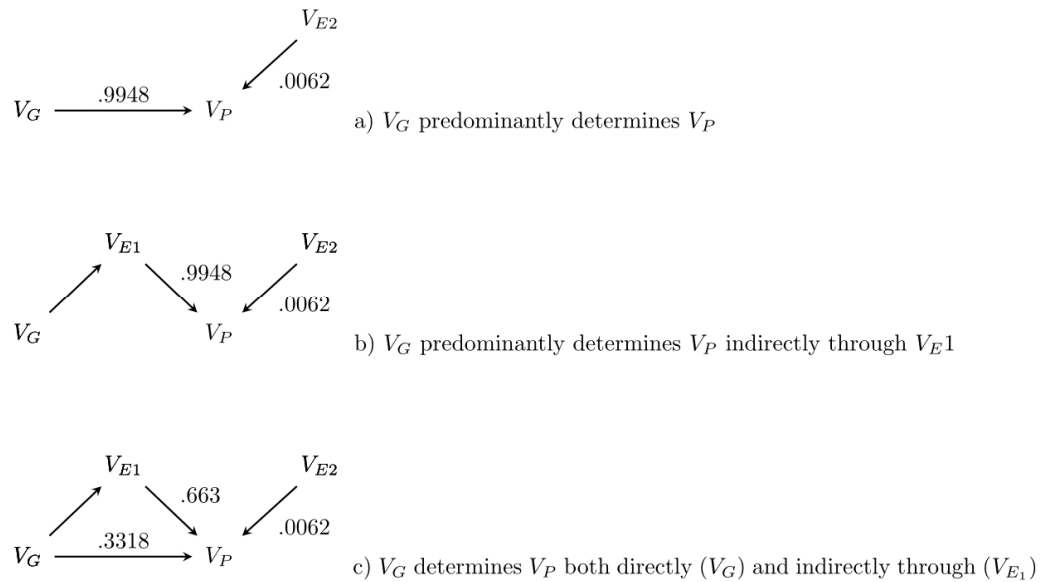 V_{E2}
.9948
.0062
V_G
V_P
a) V_G predominantly determines V_P
V_{E1}
V_{E2}
.9948
.0062
V_G
V_P
b) V_G predominantly determines V_P indirectly through V_E1
V_{E1}
V_{E2}
.663
.3318
.0062
V_G
V_P
c) V_G determines V_P both directly (V_G) and indirectly through (V_{E_1})